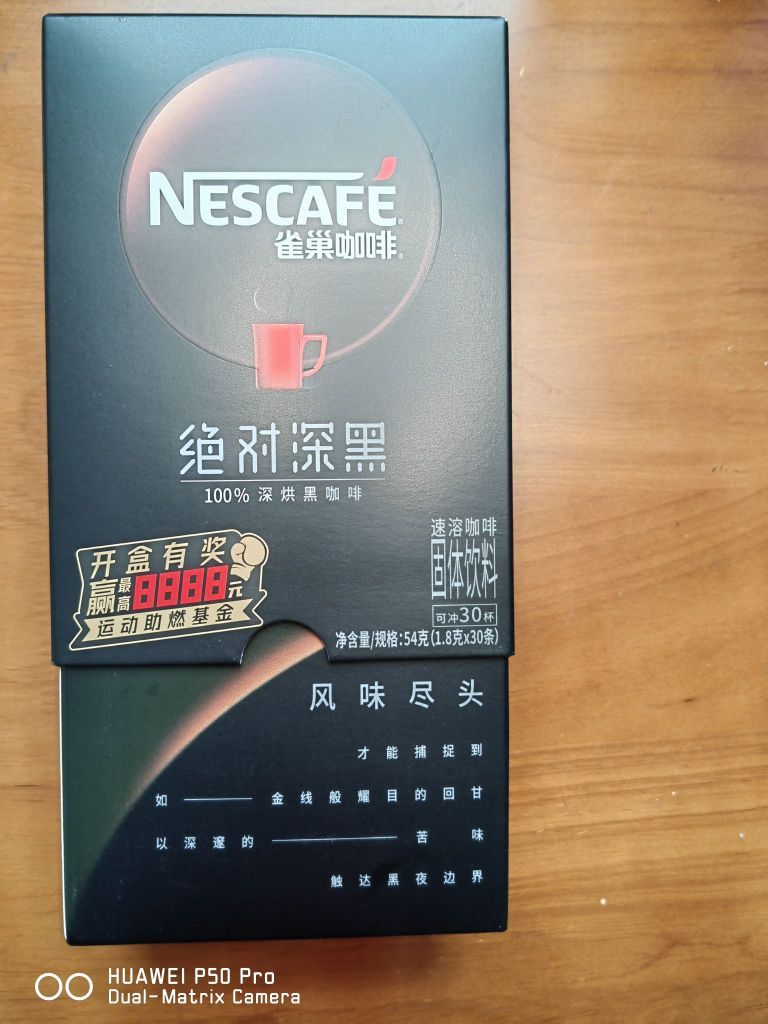 NESCAFÉ®
雀巢咖啡®
绝对深黑
100%深烘黑咖啡
速溶咖啡
固体饮料
可冲30杯
净含量/规格:54克(1.8克x30条)
开盒有奖
赢最高8888元
运动助燃基金
风味尽头
才能捕捉到
如——金线般耀目的回甘
以深邃的——苦味
触达黑夜边界
HUAWEI P50 Pro
Dual-Matrix Camera